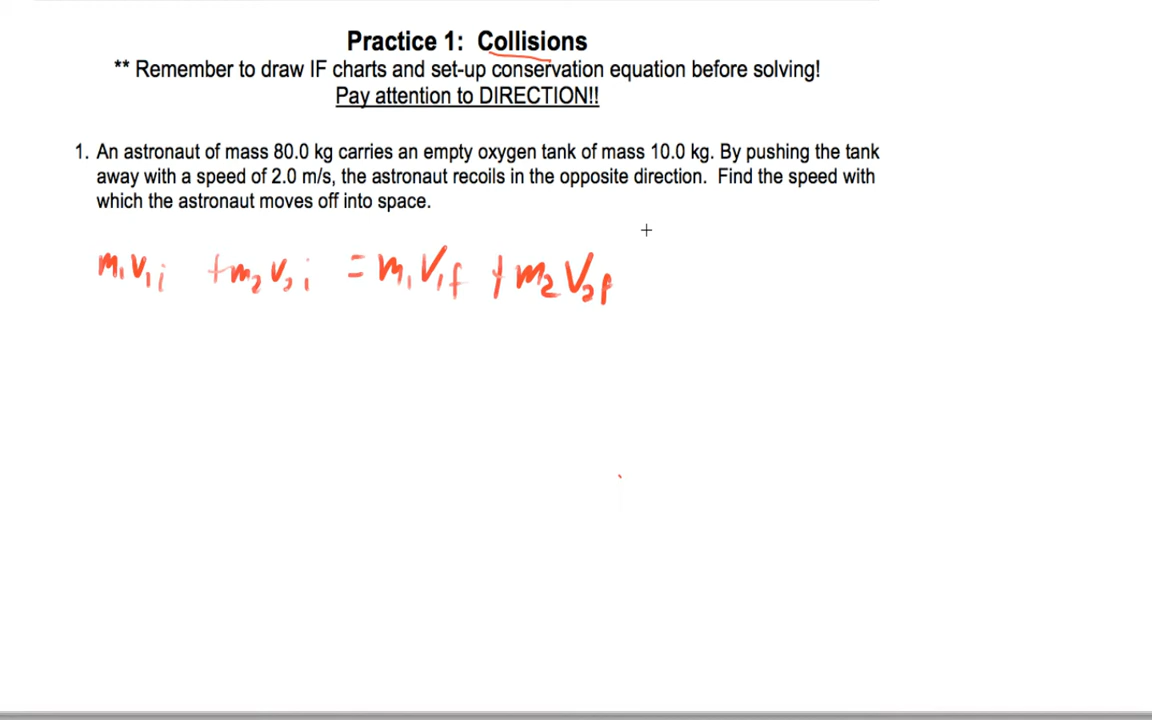 Practice 1: Collisions
** Remember to draw IF charts and set-up conservation equation before solving!
Pay attention to DIRECTION!!
1. An astronaut of mass 80.0 kg carries an empty oxygen tank of mass 10.0 kg. By pushing the tank
away with a speed of 2.0 m/s, the astronaut recoils in the opposite direction. Find the speed with
which the astronaut moves off into space.
m₁v₁i + m₂v₂i = m₁v₁f + m₂v₂f